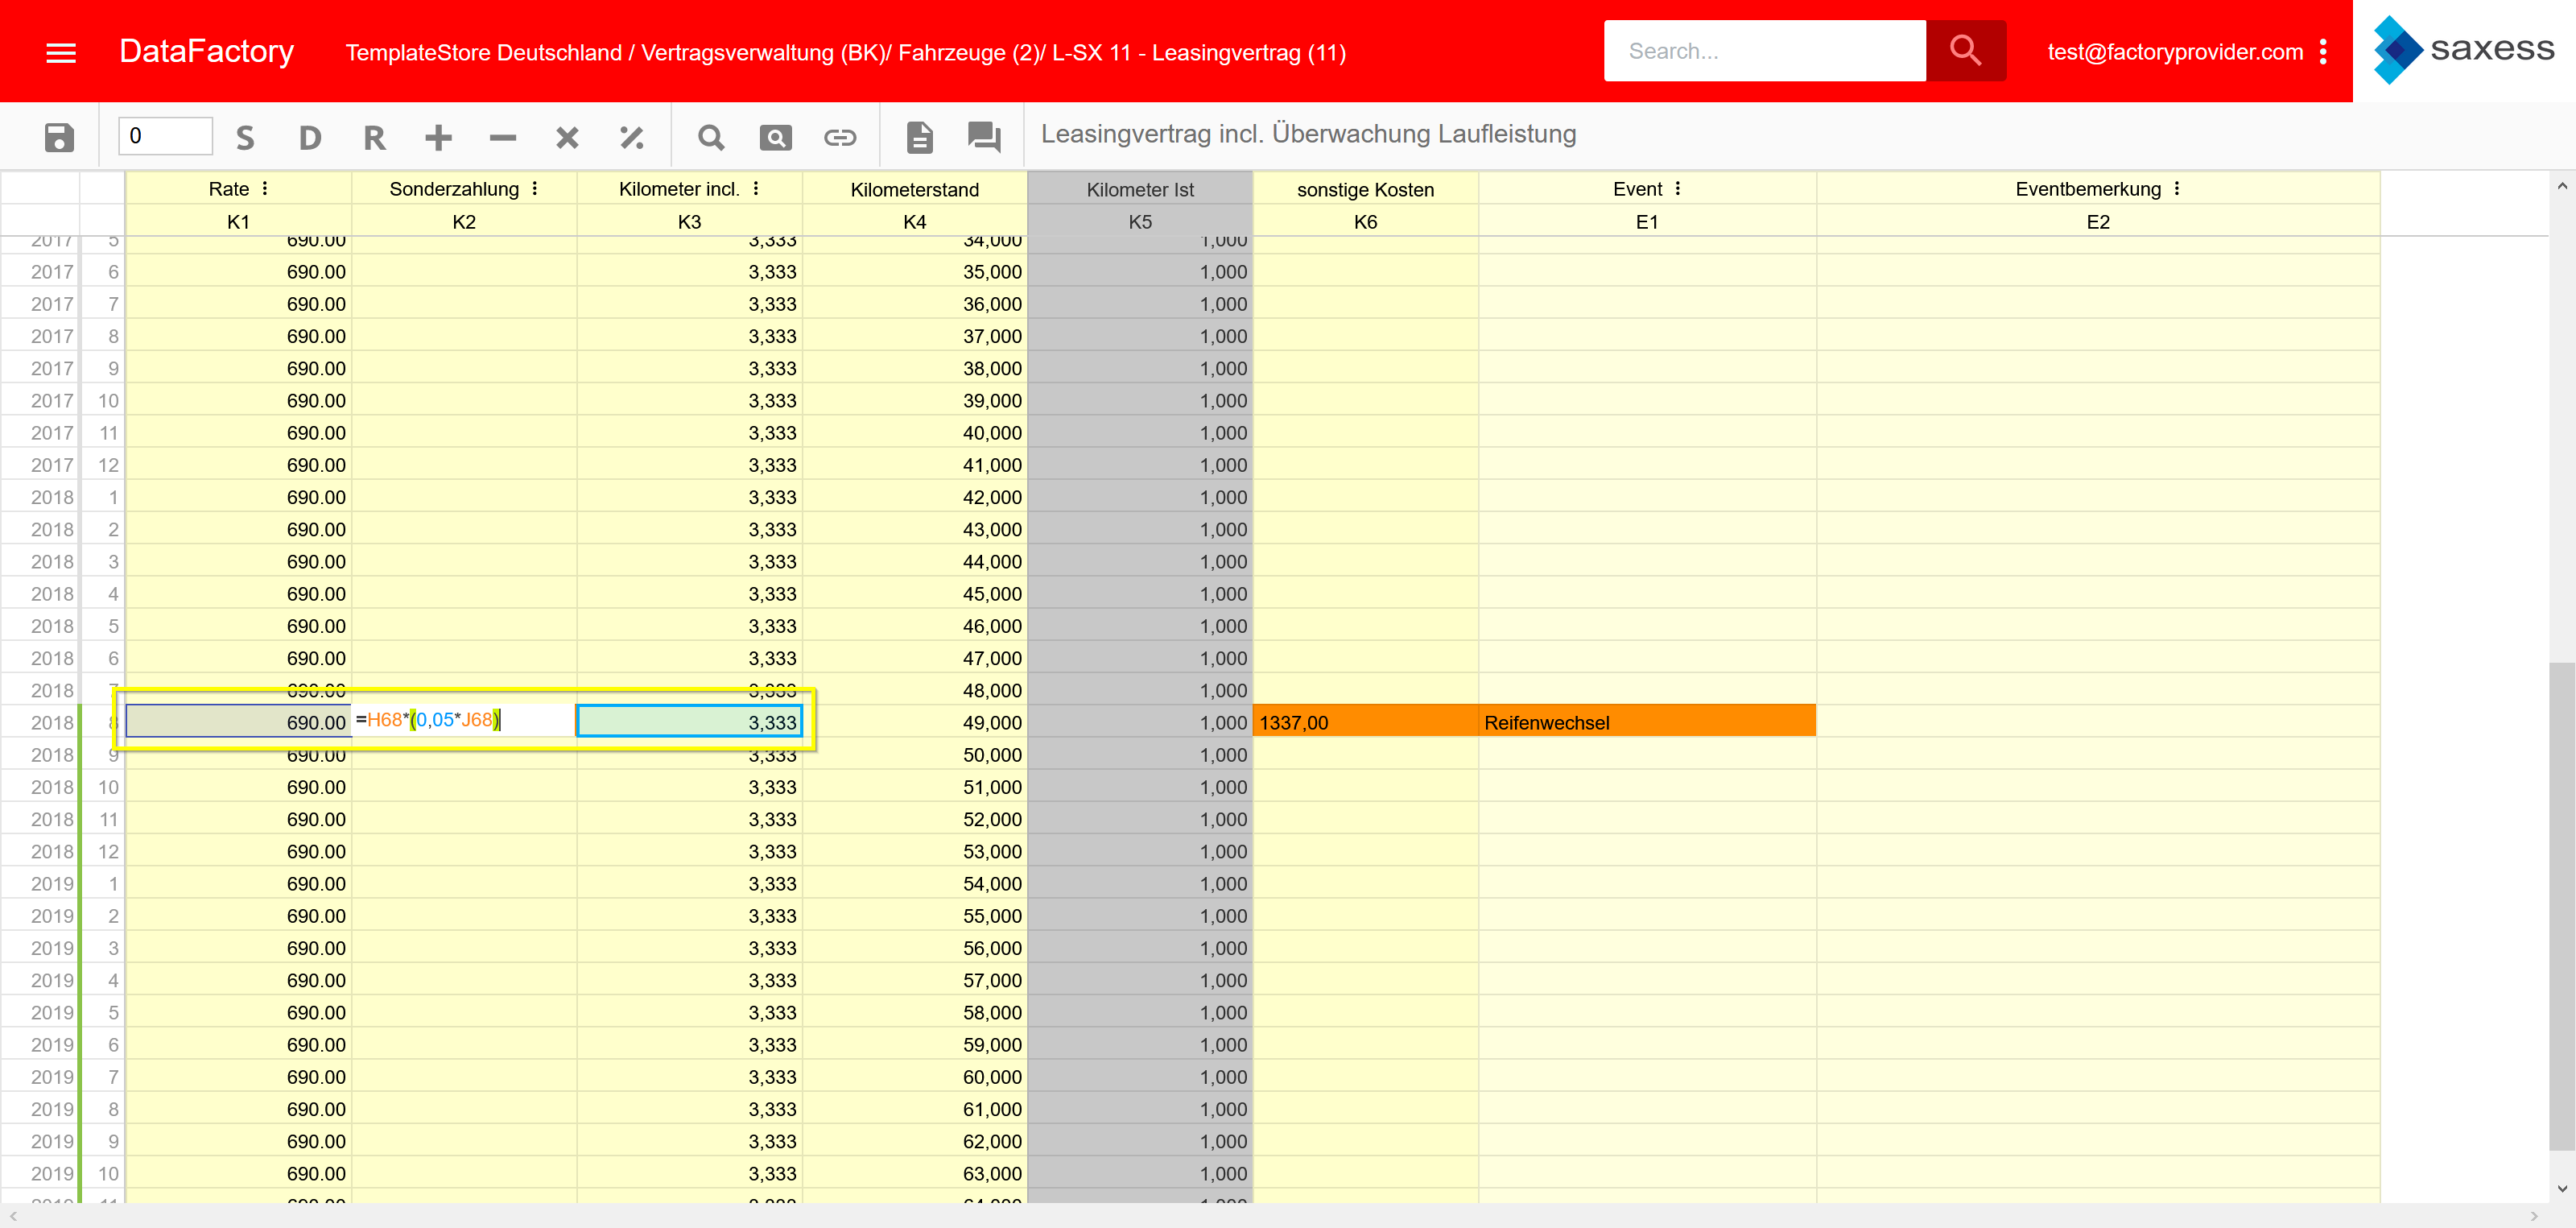 DataFactory TemplateStore Deutschland / Vertragsverwaltung (BK)/ Fahrzeuge (2)/ L-SX 11 - Leasingvertrag (11) Search... test@factoryprovider.com saxess
0 S D R Leasingvertrag incl. Überwachung Laufleistung
Rate Sonderzahlung Kilometer incl. Kilometerstand Kilometer Ist sonstige Kosten Event Eventbemerkung
K1 K2 K3 K4 K5 K6 E1 E2
2017 5 690.00 3,333 34,000 1,000
2017 6 690.00 3,333 35,000 1,000
2017 7 690.00 3,333 36,000 1,000
2017 8 690.00 3,333 37,000 1,000
2017 9 690.00 3,333 38,000 1,000
2017 10 690.00 3,333 39,000 1,000
2017 11 690.00 3,333 40,000 1,000
2017 12 690.00 3,333 41,000 1,000
2018 1 690.00 3,333 42,000 1,000
2018 2 690.00 3,333 43,000 1,000
2018 3 690.00 3,333 44,000 1,000
2018 4 690.00 3,333 45,000 1,000
2018 5 690.00 3,333 46,000 1,000
2018 6 690.00 3,333 47,000 1,000
2018 7 690.00 3,333 48,000 1,000
2018 8 690.00 =H68*(0,05*J68) 3,333 49,000 1,000 1337,00 Reifenwechsel
2018 9 690.00 3,333 50,000 1,000
2018 10 690.00 3,333 51,000 1,000
2018 11 690.00 3,333 52,000 1,000
2018 12 690.00 3,333 53,000 1,000
2019 1 690.00 3,333 54,000 1,000
2019 2 690.00 3,333 55,000 1,000
2019 3 690.00 3,333 56,000 1,000
2019 4 690.00 3,333 57,000 1,000
2019 5 690.00 3,333 58,000 1,000
2019 6 690.00 3,333 59,000 1,000
2019 7 690.00 3,333 60,000 1,000
2019 8 690.00 3,333 61,000 1,000
2019 9 690.00 3,333 62,000 1,000
2019 10 690.00 3,333 63,000 1,000